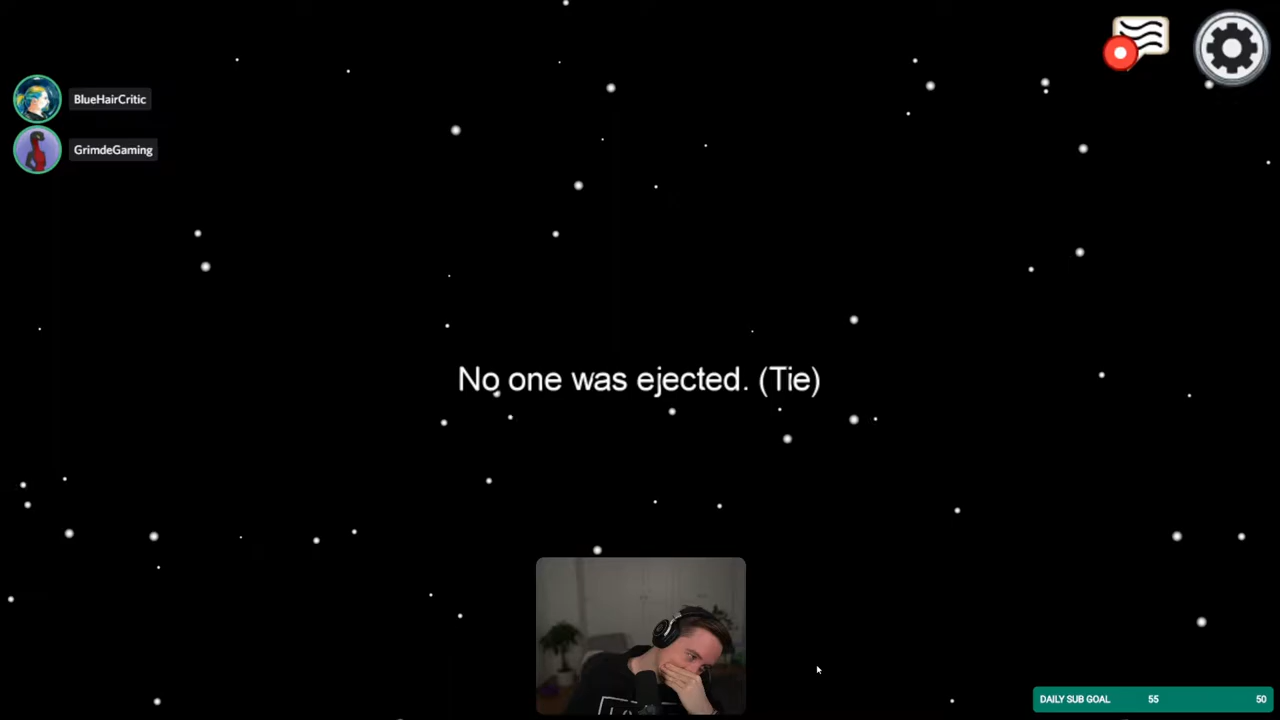 BlueHairCritic
GrimdeGaming
No one was ejected. (Tie)
DAILY SUB GOAL 55 50